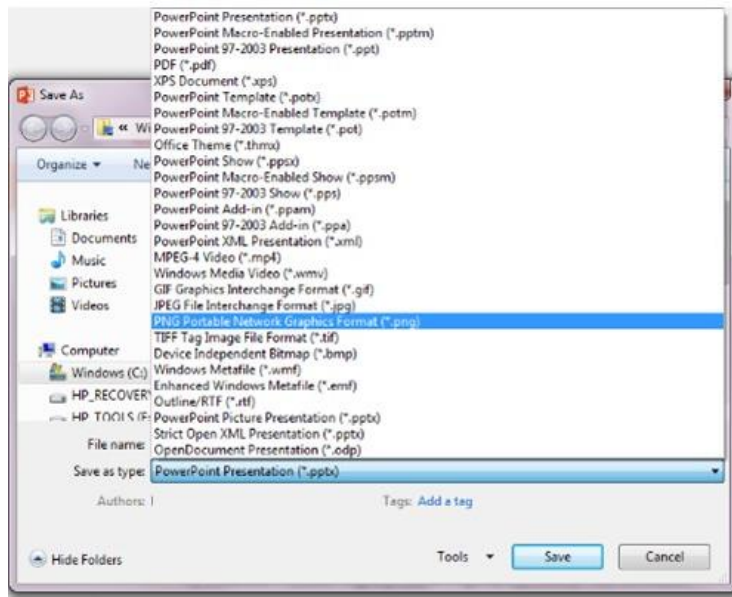 PowerPoint Presentation (*.pptx)
PowerPoint Macro-Enabled Presentation (*.pptm)
PowerPoint 97-2003 Presentation (*.ppt)
PDF (*.pdf)
XPS Document (*.xps)
PowerPoint Template (*.potx)
PowerPoint Macro-Enabled Template (*.potm)
PowerPoint 97-2003 Template (*.pot)
Office Theme (*.thmx)
PowerPoint Show (*.ppsx)
PowerPoint Macro-Enabled Show (*.ppsm)
PowerPoint 97-2003 Show (*.pps)
PowerPoint Add-in (*.ppam)
PowerPoint 97-2003 Add-in (*.ppa)
PowerPoint XML Presentation (*.xml)
MPEG-4 Video (*.mp4)
Windows Media Video (*.wmv)
GIF Graphics Interchange Format (*.gif)
JPEG File Interchange Format (*.jpg)
PNG Portable Network Graphics Format (*.png)
TIFF Tag Image File Format (*.tif)
Device Independent Bitmap (*.bmp)
Windows Metafile (*.wmf)
Enhanced Windows Metafile (*.emf)
Outline/RTF (*.rtf)
PowerPoint Picture Presentation (*.pptx)
Strict Open XML Presentation (*.pptx)
OpenDocument Presentation (*.odp)
Save As
« Wi
Organize Ne
Libraries
Documents
Music
Pictures
Videos
Computer
Windows (C:)
HP_RECOVER
HP_TOOLS (E:
File name:
Save as type: PowerPoint Presentation (*.pptx)
Authors: Tags: Add a tag
Hide Folders Tools Save Cancel